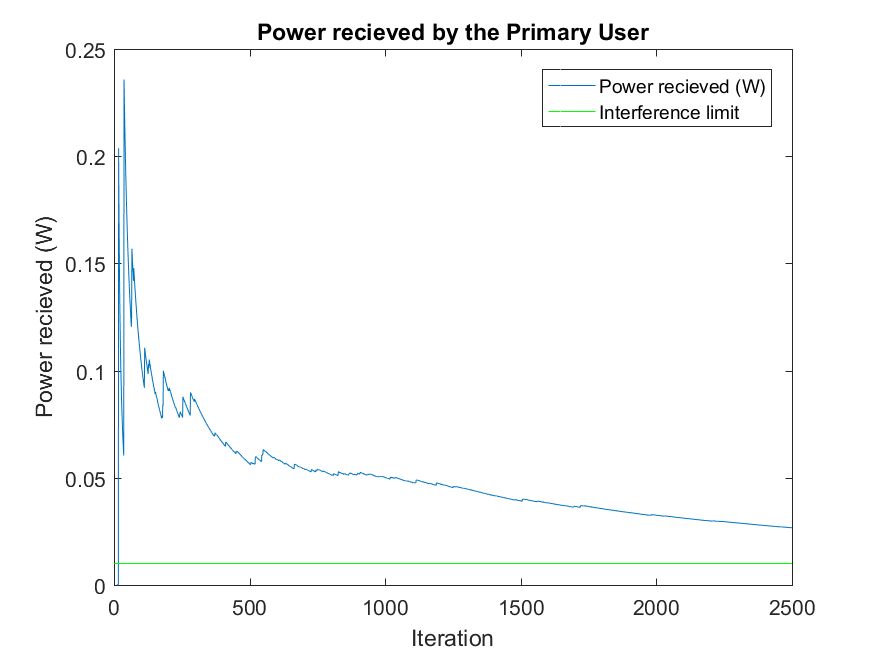 Power recieved by the Primary User
Power recieved (W)
Interference limit
0.25
0.2
0.15
0.1
0.05
0
Power recieved (W)
0
500
1000
1500
2000
2500
Iteration